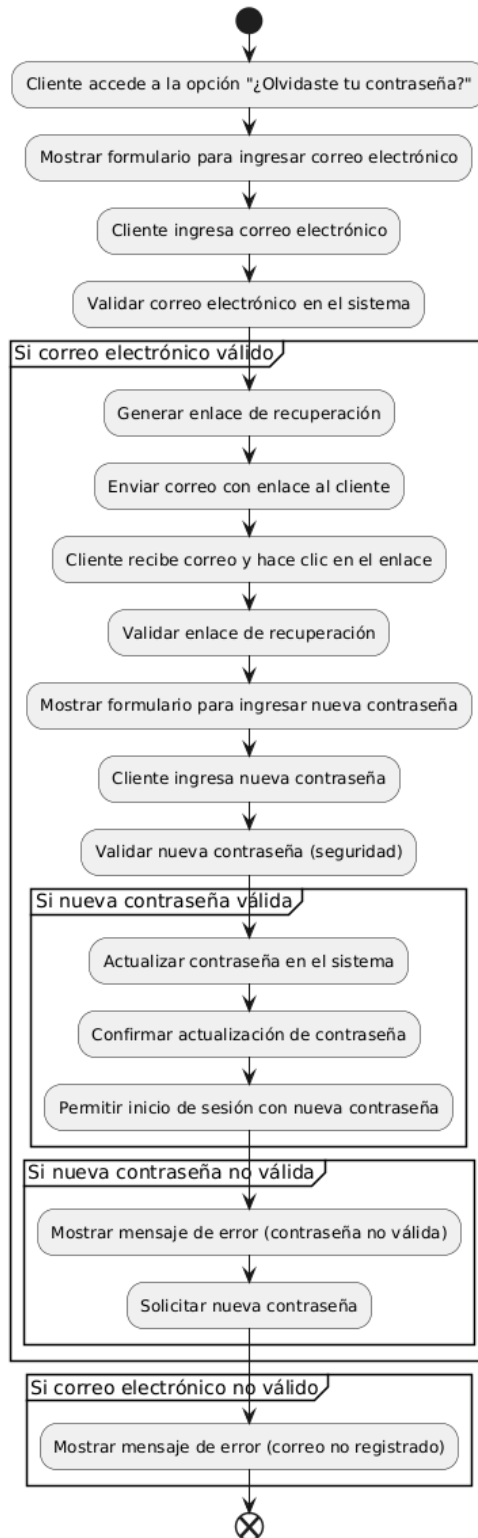 Cliente accede a la opción "¿Olvidaste tu contraseña?"
Mostrar formulario para ingresar correo electrónico
Cliente ingresa correo electrónico
Validar correo electrónico en el sistema
Si correo electrónico válido
Generar enlace de recuperación
Enviar correo con enlace al cliente
Cliente recibe correo y hace clic en el enlace
Validar enlace de recuperación
Mostrar formulario para ingresar nueva contraseña
Cliente ingresa nueva contraseña
Validar nueva contraseña (seguridad)
Si nueva contraseña válida
Actualizar contraseña en el sistema
Confirmar actualización de contraseña
Permitir inicio de sesión con nueva contraseña
Si nueva contraseña no válida
Mostrar mensaje de error (contraseña no válida)
Solicitar nueva contraseña
Si correo electrónico no válido
Mostrar mensaje de error (correo no registrado)